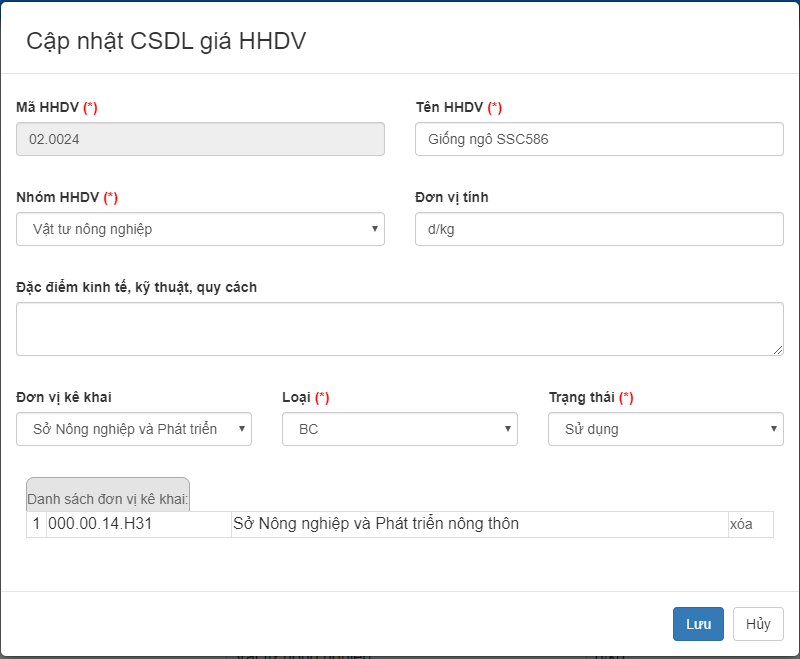 Cập nhật CSDL giá HHDV
Mã HHDV (*) Tên HHDV (*)
02.0024 Giống ngô SSC586
Nhóm HHDV (*) Đơn vị tính
Vật tư nông nghiệp d/kg
Đặc điểm kinh tế, kỹ thuật, quy cách
Đơn vị kê khai Loại (*) Trạng thái (*)
Sở Nông nghiệp và Phát triển BC Sử dụng
Danh sách đơn vị kê khai:
1 000.00.14.H31 Sở Nông nghiệp và Phát triển nông thôn xóa
Lưu Hủy